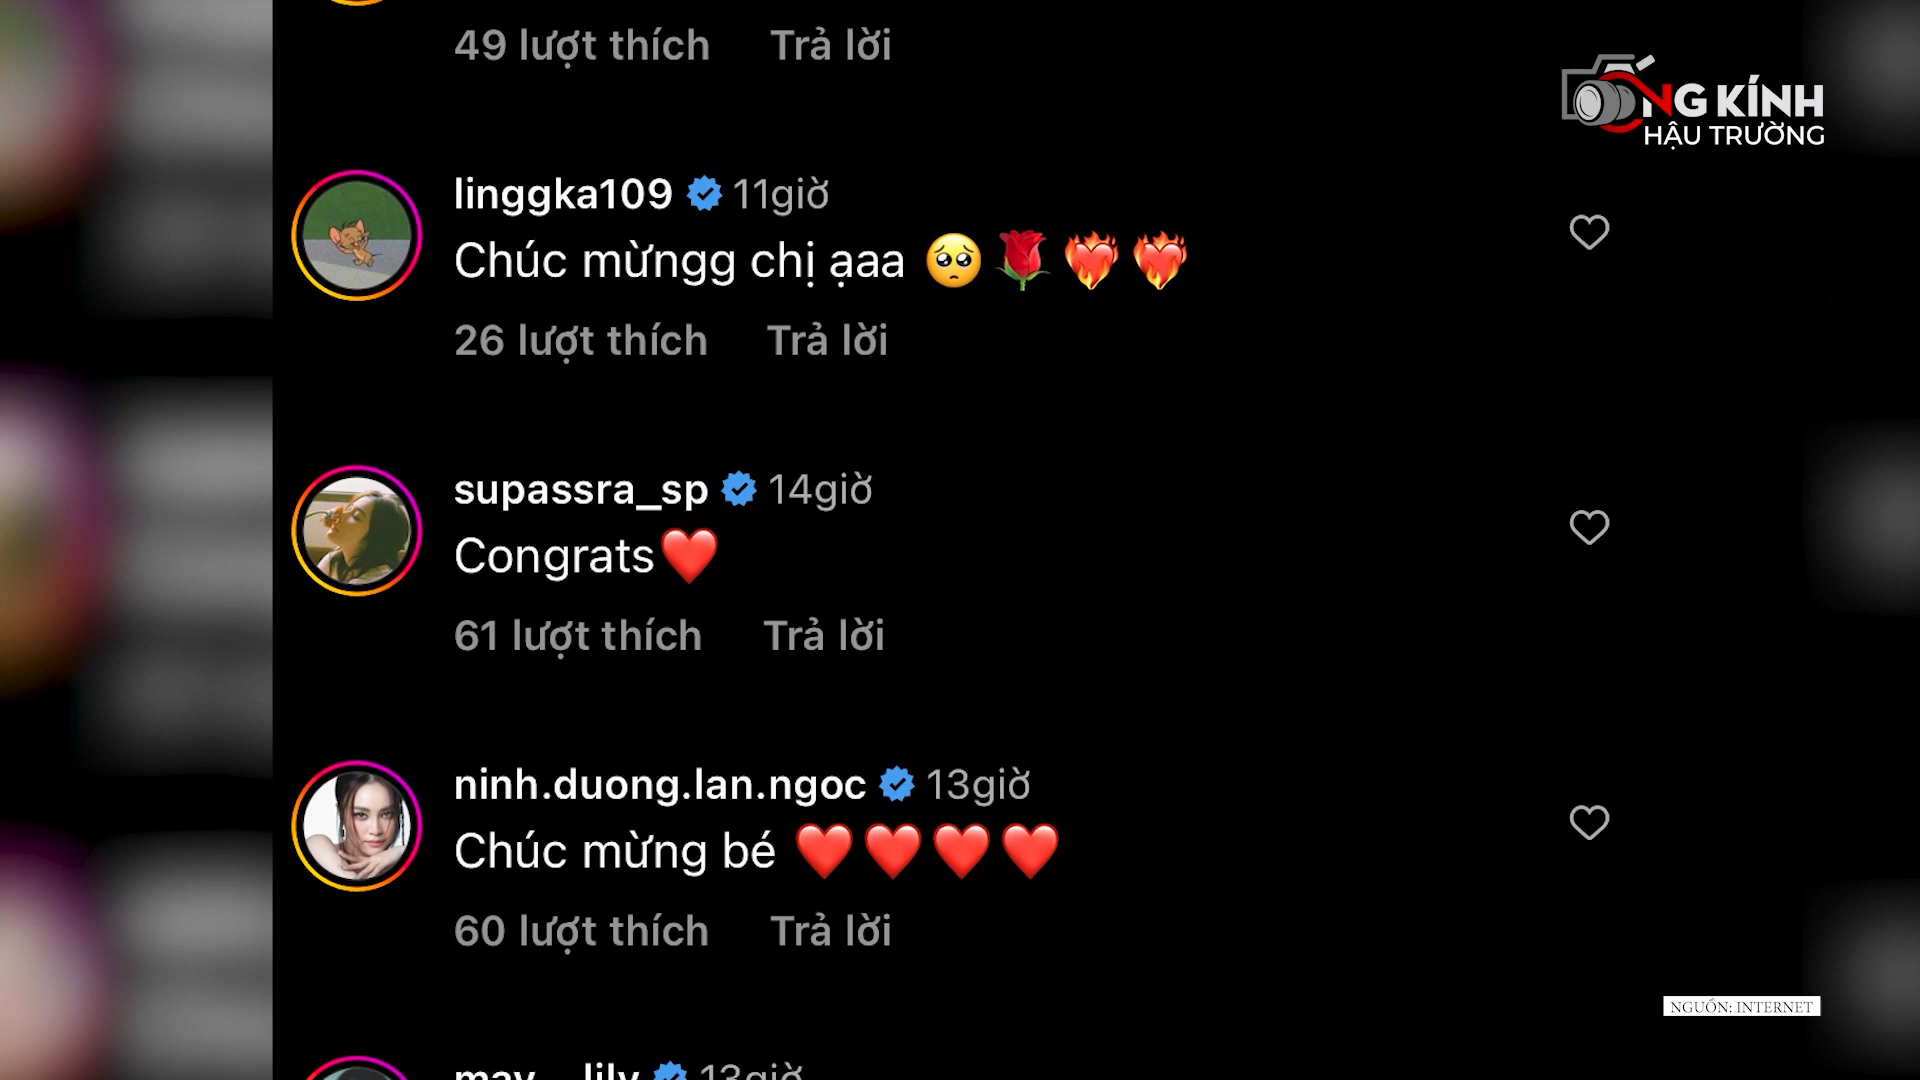 49 lượt thích Trả lời
NG KÍNH
HẬU TRƯỜNG
linggka109 11giờ
Chúc mừngg chị ạaa 🥺🌹❤️‍🔥❤️‍🔥
26 lượt thích Trả lời
supassra_sp 14giờ
Congrats❤️
61 lượt thích Trả lời
ninh.duong.lan.ngoc 13giờ
Chúc mừng bé ❤️❤️❤️❤️
60 lượt thích Trả lời
NGUỒN: INTERNET
13giờ